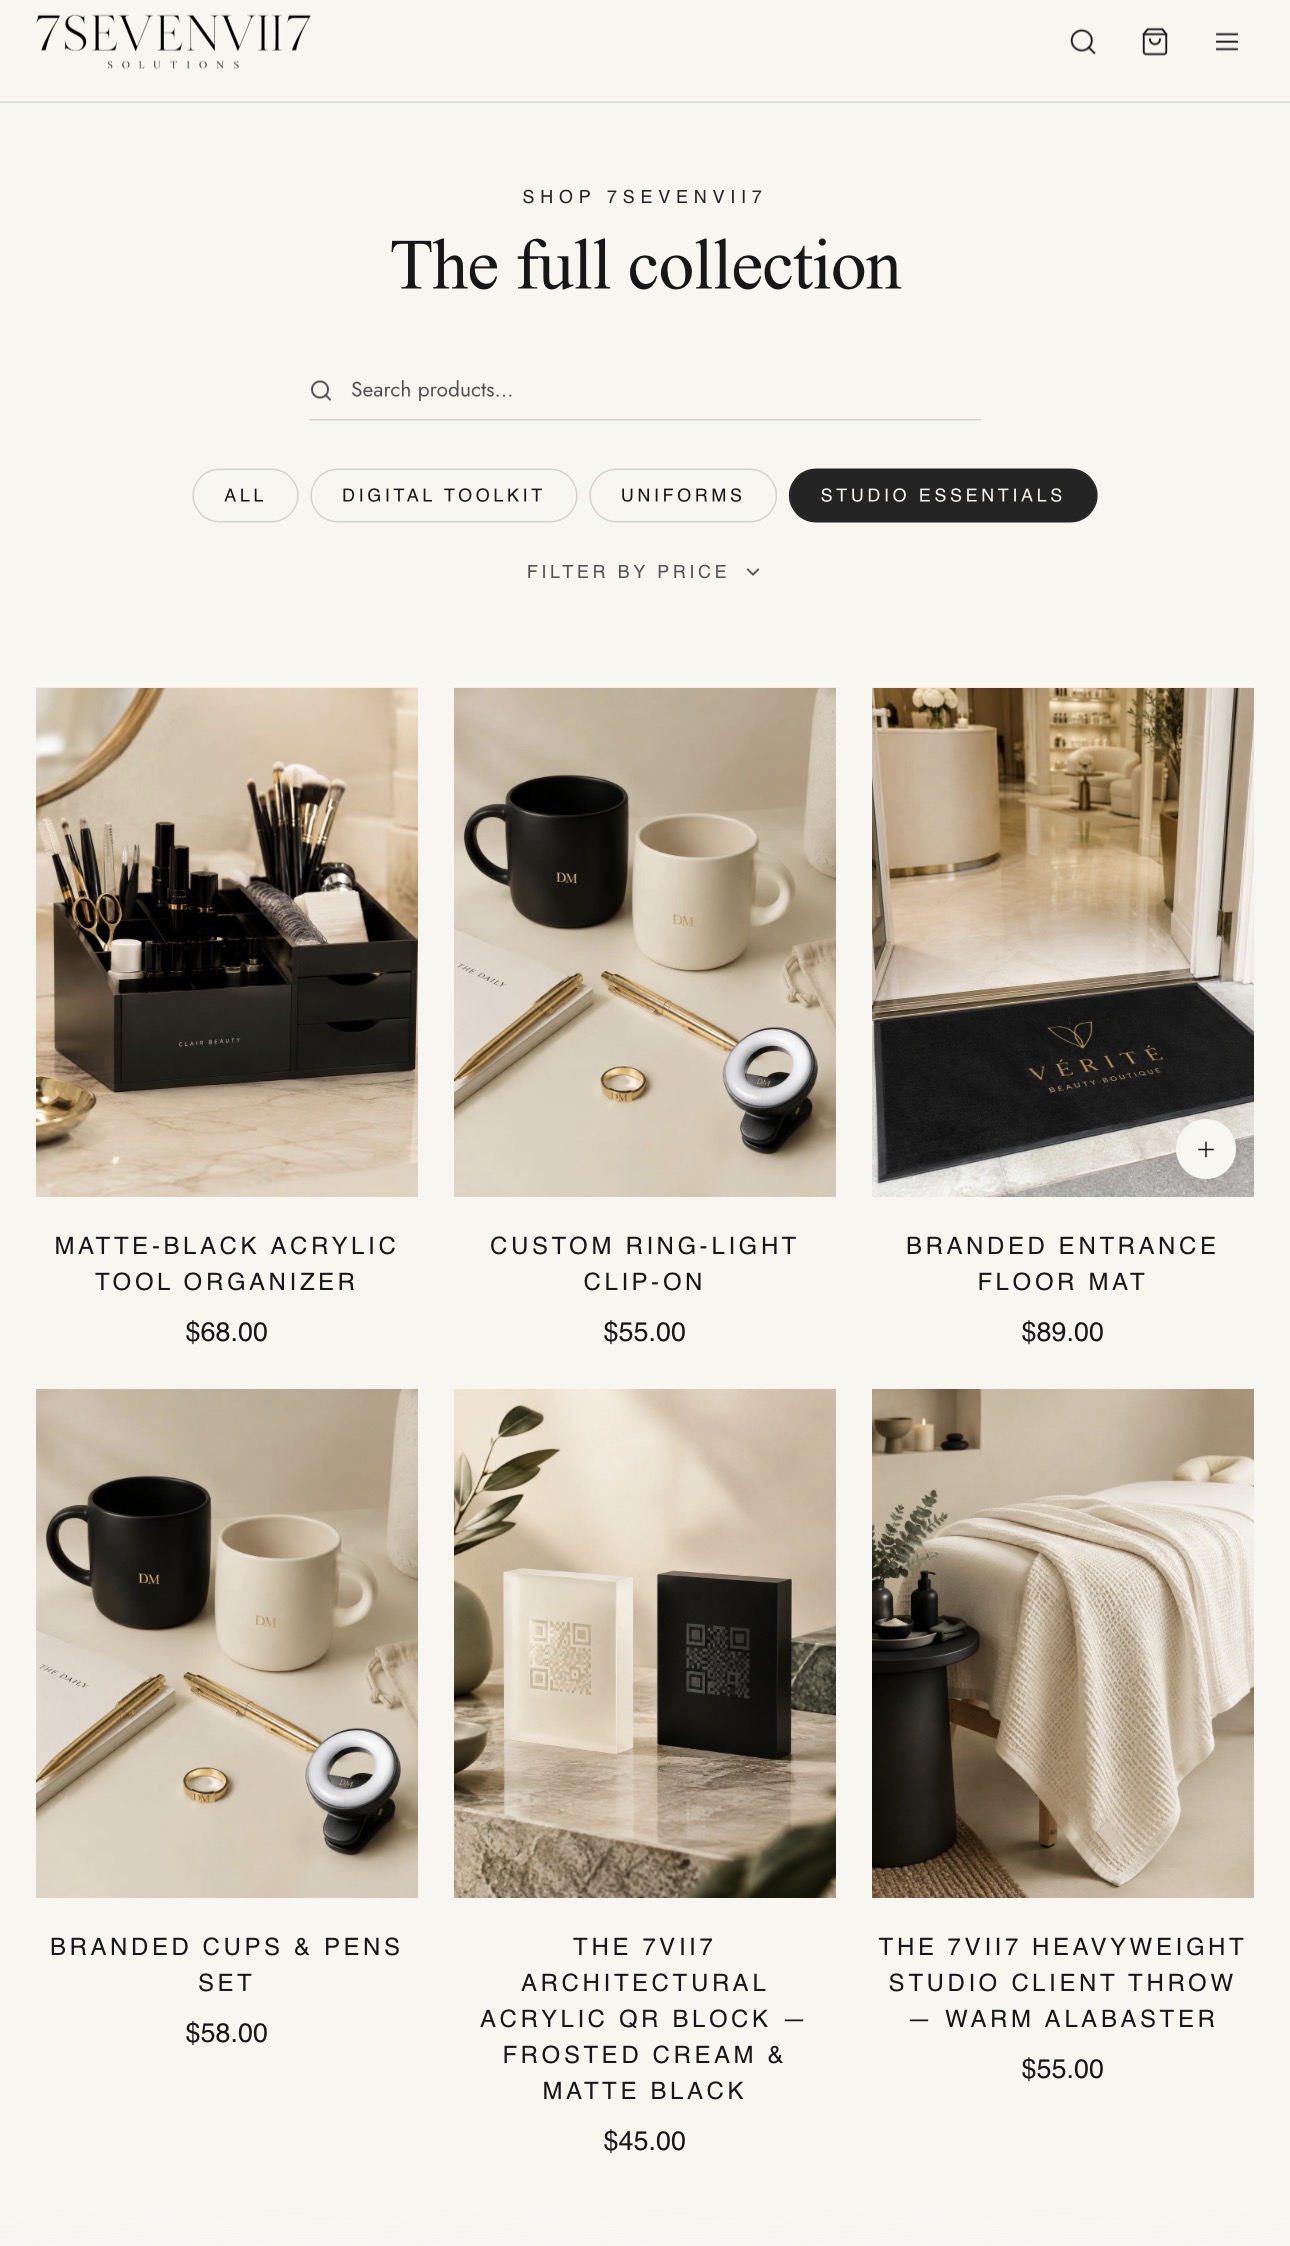 7SEVENVII7
SOLUTIONS
SHOP 7SEVENVII7
The full collection
Search products...
ALL
DIGITAL TOOLKIT
UNIFORMS
STUDIO ESSENTIALS
FILTER BY PRICE
CLAIR BEAUTY
DM
DM
THE DAILY
DM
DM
VÉRITÉ
BEAUTY BOUTIQUE
MATTE-BLACK ACRYLIC
TOOL ORGANIZER
$68.00
CUSTOM RING-LIGHT
CLIP-ON
$55.00
BRANDED ENTRANCE
FLOOR MAT
$89.00
DM
DM
THE DAILY
DM
DM
BRANDED CUPS & PENS
SET
$58.00
THE 7VII7
ARCHITECTURAL
ACRYLIC QR BLOCK —
FROSTED CREAM &
MATTE BLACK
$45.00
THE 7VII7 HEAVYWEIGHT
STUDIO CLIENT THROW
— WARM ALABASTER
$55.00